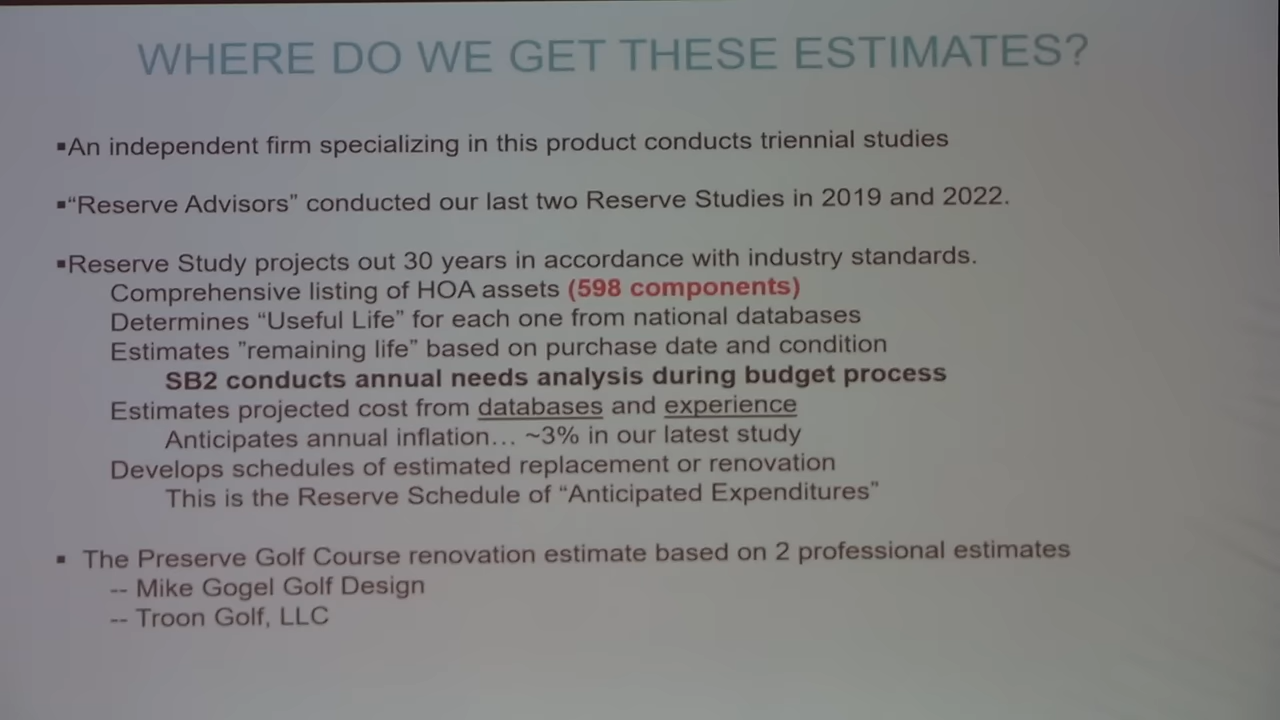 WHERE DO WE GET THESE ESTIMATES?
▪An independent firm specializing in this product conducts triennial studies
▪“Reserve Advisors” conducted our last two Reserve Studies in 2019 and 2022.
▪Reserve Study projects out 30 years in accordance with industry standards.
Comprehensive listing of HOA assets (598 components)
Determines “Useful Life” for each one from national databases
Estimates ”remaining life” based on purchase date and condition
SB2 conducts annual needs analysis during budget process
Estimates projected cost from databases and experience
Anticipates annual inflation… ~3% in our latest study
Develops schedules of estimated replacement or renovation
This is the Reserve Schedule of “Anticipated Expenditures”
▪ The Preserve Golf Course renovation estimate based on 2 professional estimates
-- Mike Gogel Golf Design
-- Troon Golf, LLC